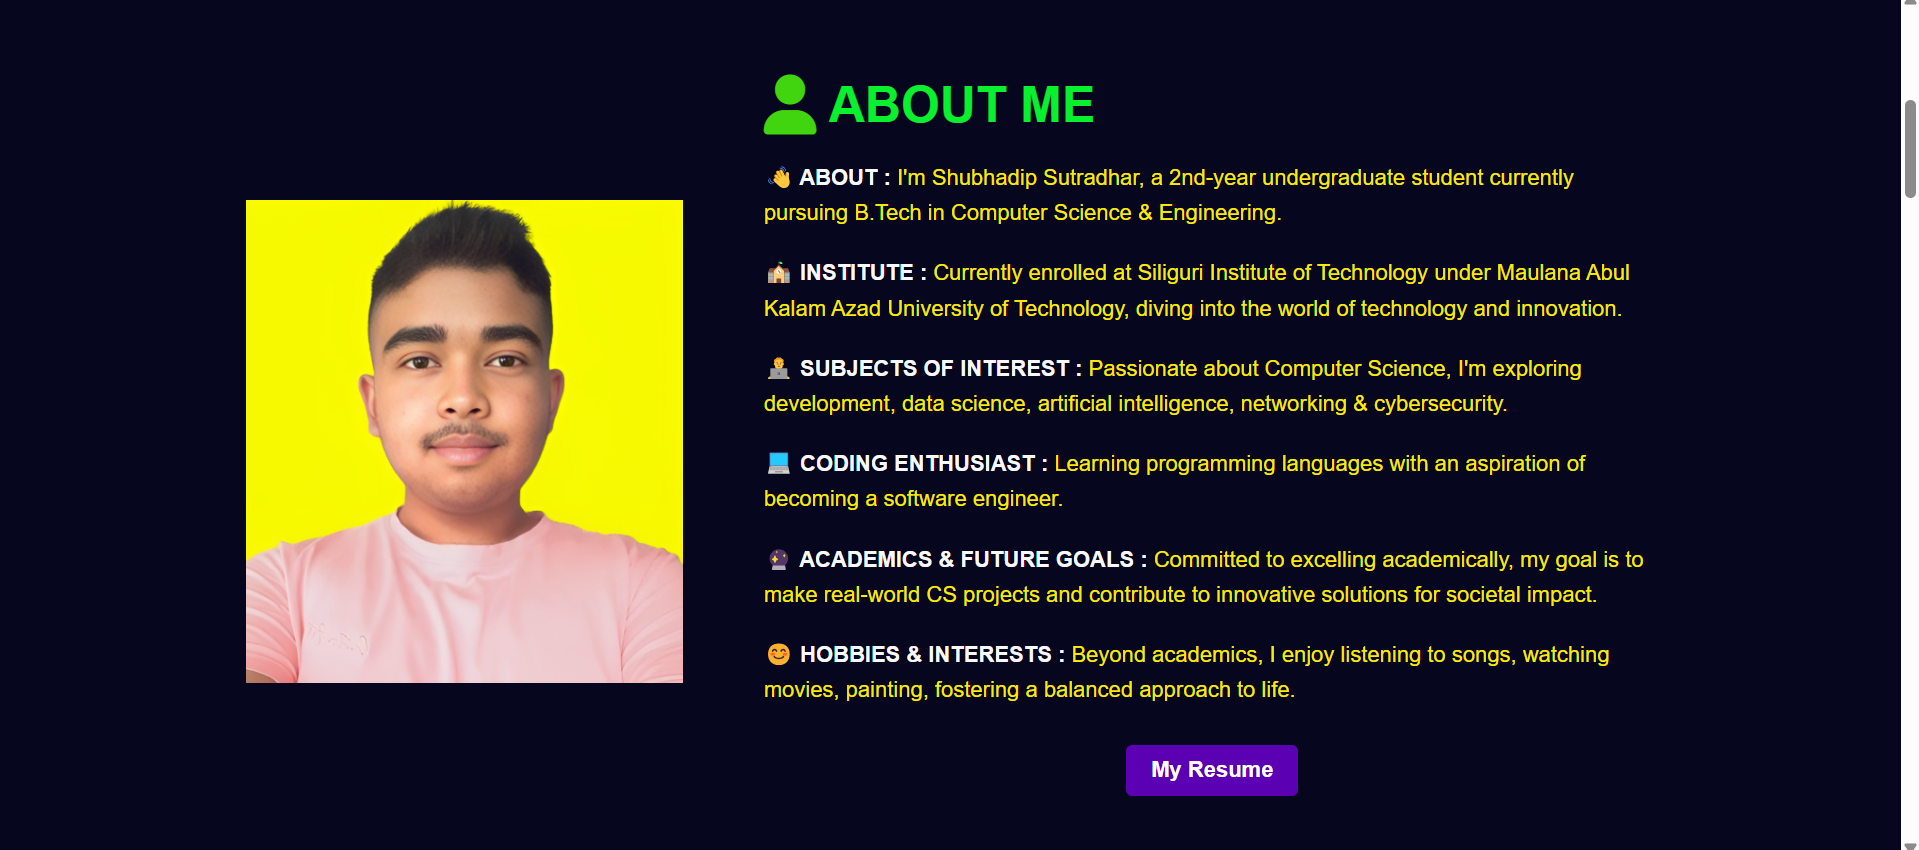 ABOUT ME
👋 ABOUT : I'm Shubhadip Sutradhar, a 2nd-year undergraduate student currently
pursuing B.Tech in Computer Science & Engineering.
🏫 INSTITUTE : Currently enrolled at Siliguri Institute of Technology under Maulana Abul
Kalam Azad University of Technology, diving into the world of technology and innovation.
👨‍💻 SUBJECTS OF INTEREST : Passionate about Computer Science, I'm exploring
development, data science, artificial intelligence, networking & cybersecurity.
💻 CODING ENTHUSIAST : Learning programming languages with an aspiration of
becoming a software engineer.
🔮 ACADEMICS & FUTURE GOALS : Committed to excelling academically, my goal is to
make real-world CS projects and contribute to innovative solutions for societal impact.
😊 HOBBIES & INTERESTS : Beyond academics, I enjoy listening to songs, watching
movies, painting, fostering a balanced approach to life.
My Resume